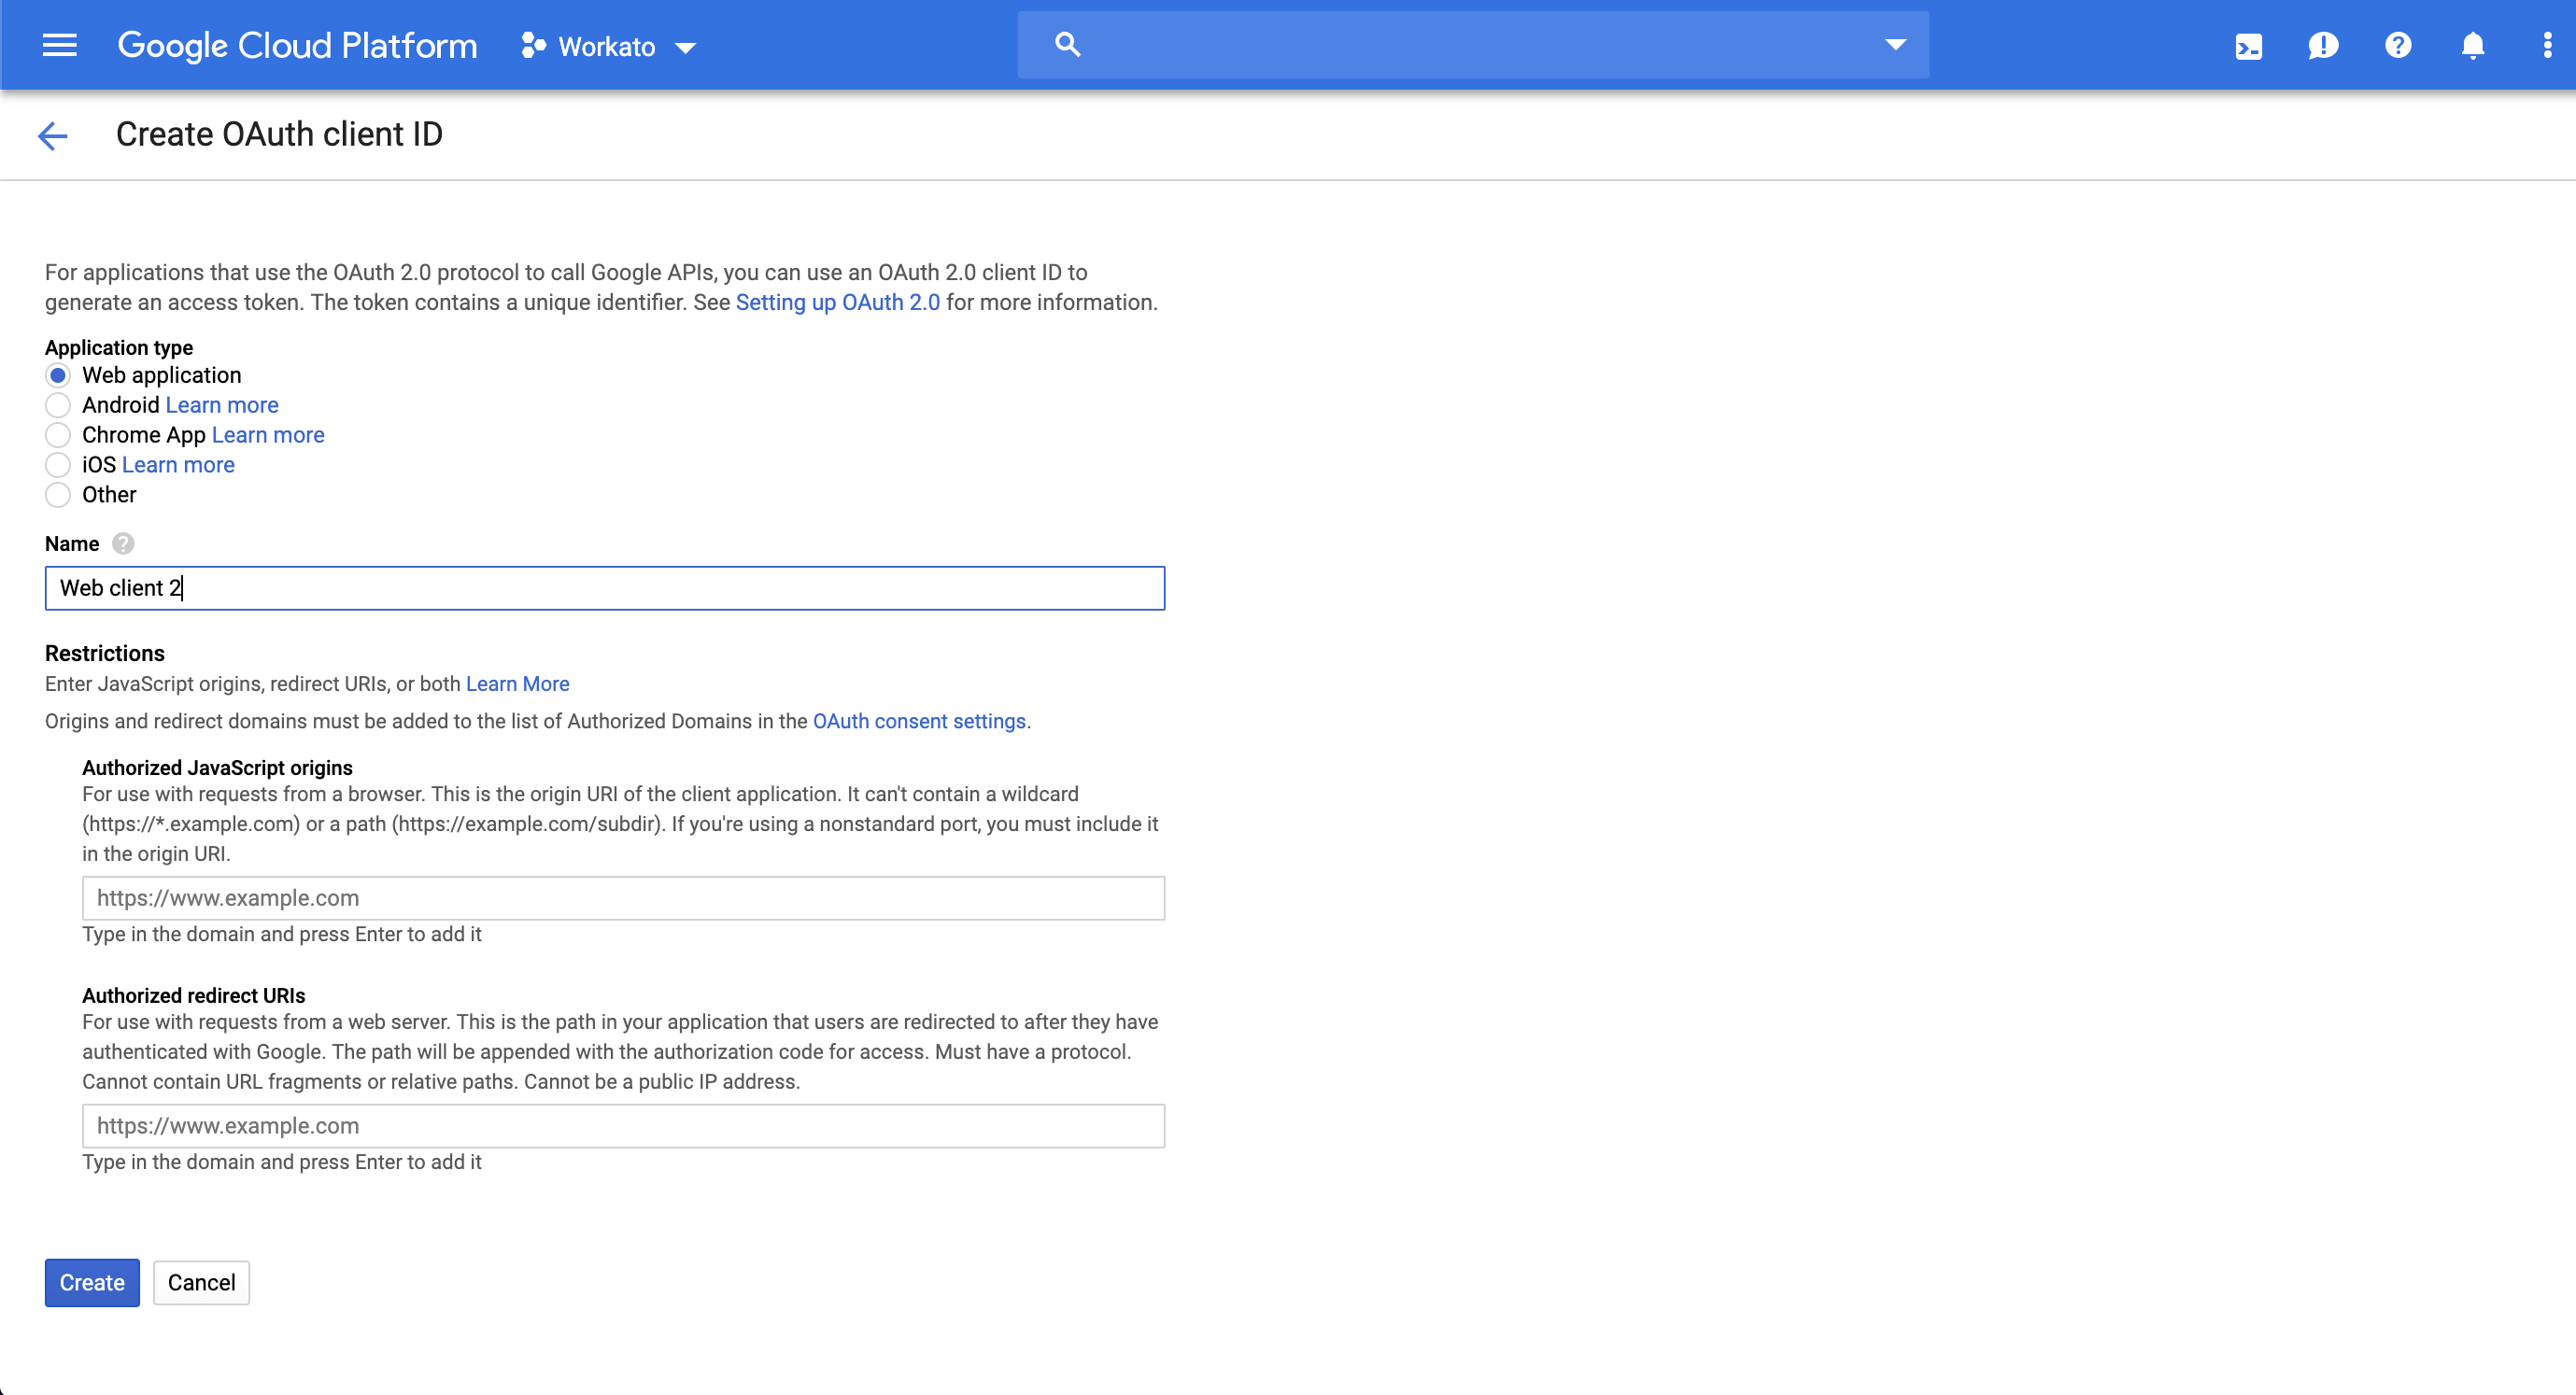 Google Cloud Platform Workato
Create OAuth client ID
For applications that use the OAuth 2.0 protocol to call Google APIs, you can use an OAuth 2.0 client ID to
generate an access token. The token contains a unique identifier. See Setting up OAuth 2.0 for more information.
Application type
Web application
Android Learn more
Chrome App Learn more
iOS Learn more
Other
Name ?
Web client 2
Restrictions
Enter JavaScript origins, redirect URIs, or both Learn More
Origins and redirect domains must be added to the list of Authorized Domains in the OAuth consent settings.
Authorized JavaScript origins
For use with requests from a browser. This is the origin URI of the client application. It can't contain a wildcard
(https://*.example.com) or a path (https://example.com/subdir). If you're using a nonstandard port, you must include it
in the origin URI.
https://www.example.com
Type in the domain and press Enter to add it
Authorized redirect URIs
For use with requests from a web server. This is the path in your application that users are redirected to after they have
authenticated with Google. The path will be appended with the authorization code for access. Must have a protocol.
Cannot contain URL fragments or relative paths. Cannot be a public IP address.
https://www.example.com
Type in the domain and press Enter to add it
Create Cancel